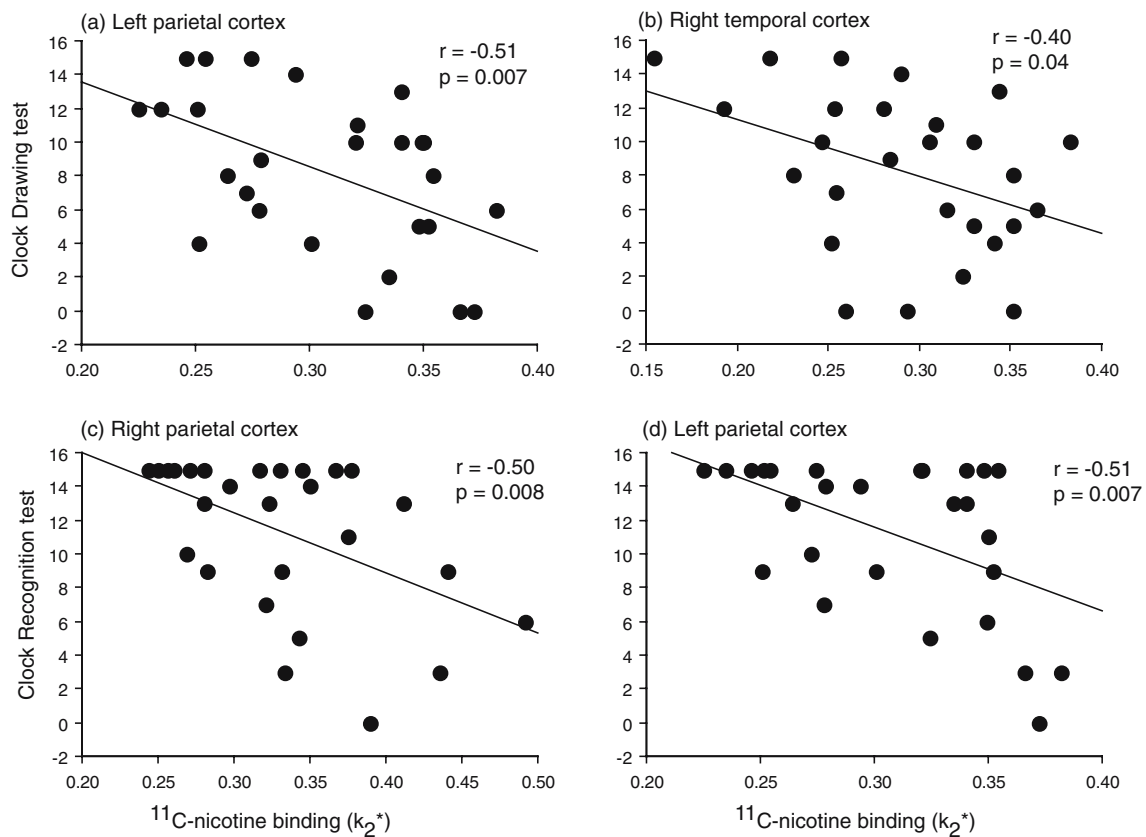 (a) Left parietal cortex
r = -0.51
p = 0.007
Clock Drawing test
16
14
12
10
8
6
4
2
0
-2
0.20 0.25 0.30 0.35 0.40
(b) Right temporal cortex
r = -0.40
p = 0.04
16
14
12
10
8
6
4
2
0
-2
0.15 0.20 0.25 0.30 0.35 0.40
(c) Right parietal cortex
r = -0.50
p = 0.008
Clock Recognition test
16
14
12
10
8
6
4
2
0
-2
0.20 0.25 0.30 0.35 0.40 0.45 0.50
¹¹C-nicotine binding (k₂*)
(d) Left parietal cortex
r = -0.51
p = 0.007
16
14
12
10
8
6
4
2
0
-2
0.20 0.25 0.30 0.35 0.40
¹¹C-nicotine binding (k₂*)